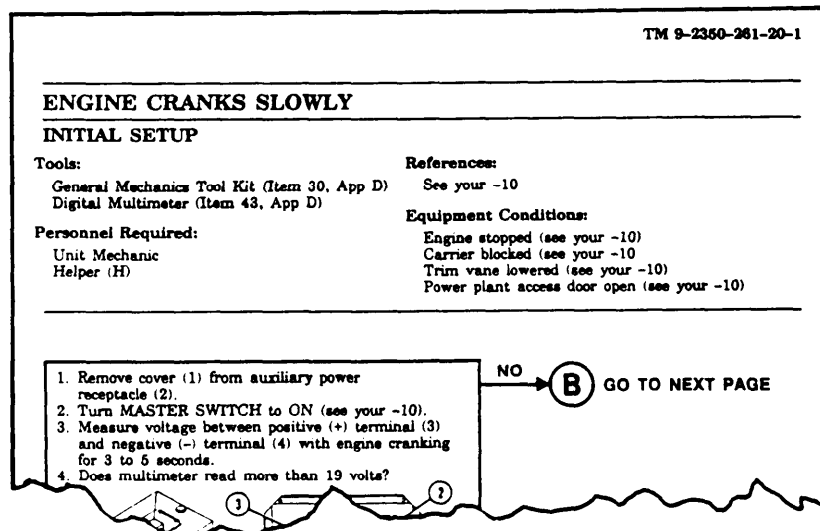 TM 9-2350-261-20-1
ENGINE CRANKS SLOWLY
INITIAL SETUP
Tools:
General Mechanics Tool Kit (Item 30, App D)
Digital Multimeter (Item 43, App D)
Personnel Required:
Unit Mechanic
Helper (H)
References:
See your -10
Equipment Conditions:
Engine stopped (see your -10)
Carrier blocked (see your -10
Trim vane lowered (see your -10)
Power plant access door open (see your -10)
1. Remove cover (1) from auxiliary power
receptacle (2).
2. Turn MASTER SWITCH to ON (see your -10).
3. Measure voltage between positive (+) terminal (3)
and negative (-) terminal (4) with engine cranking
for 3 to 5 seconds.
4. Does multimeter read more than 19 volts?
NO
B GO TO NEXT PAGE
3
2